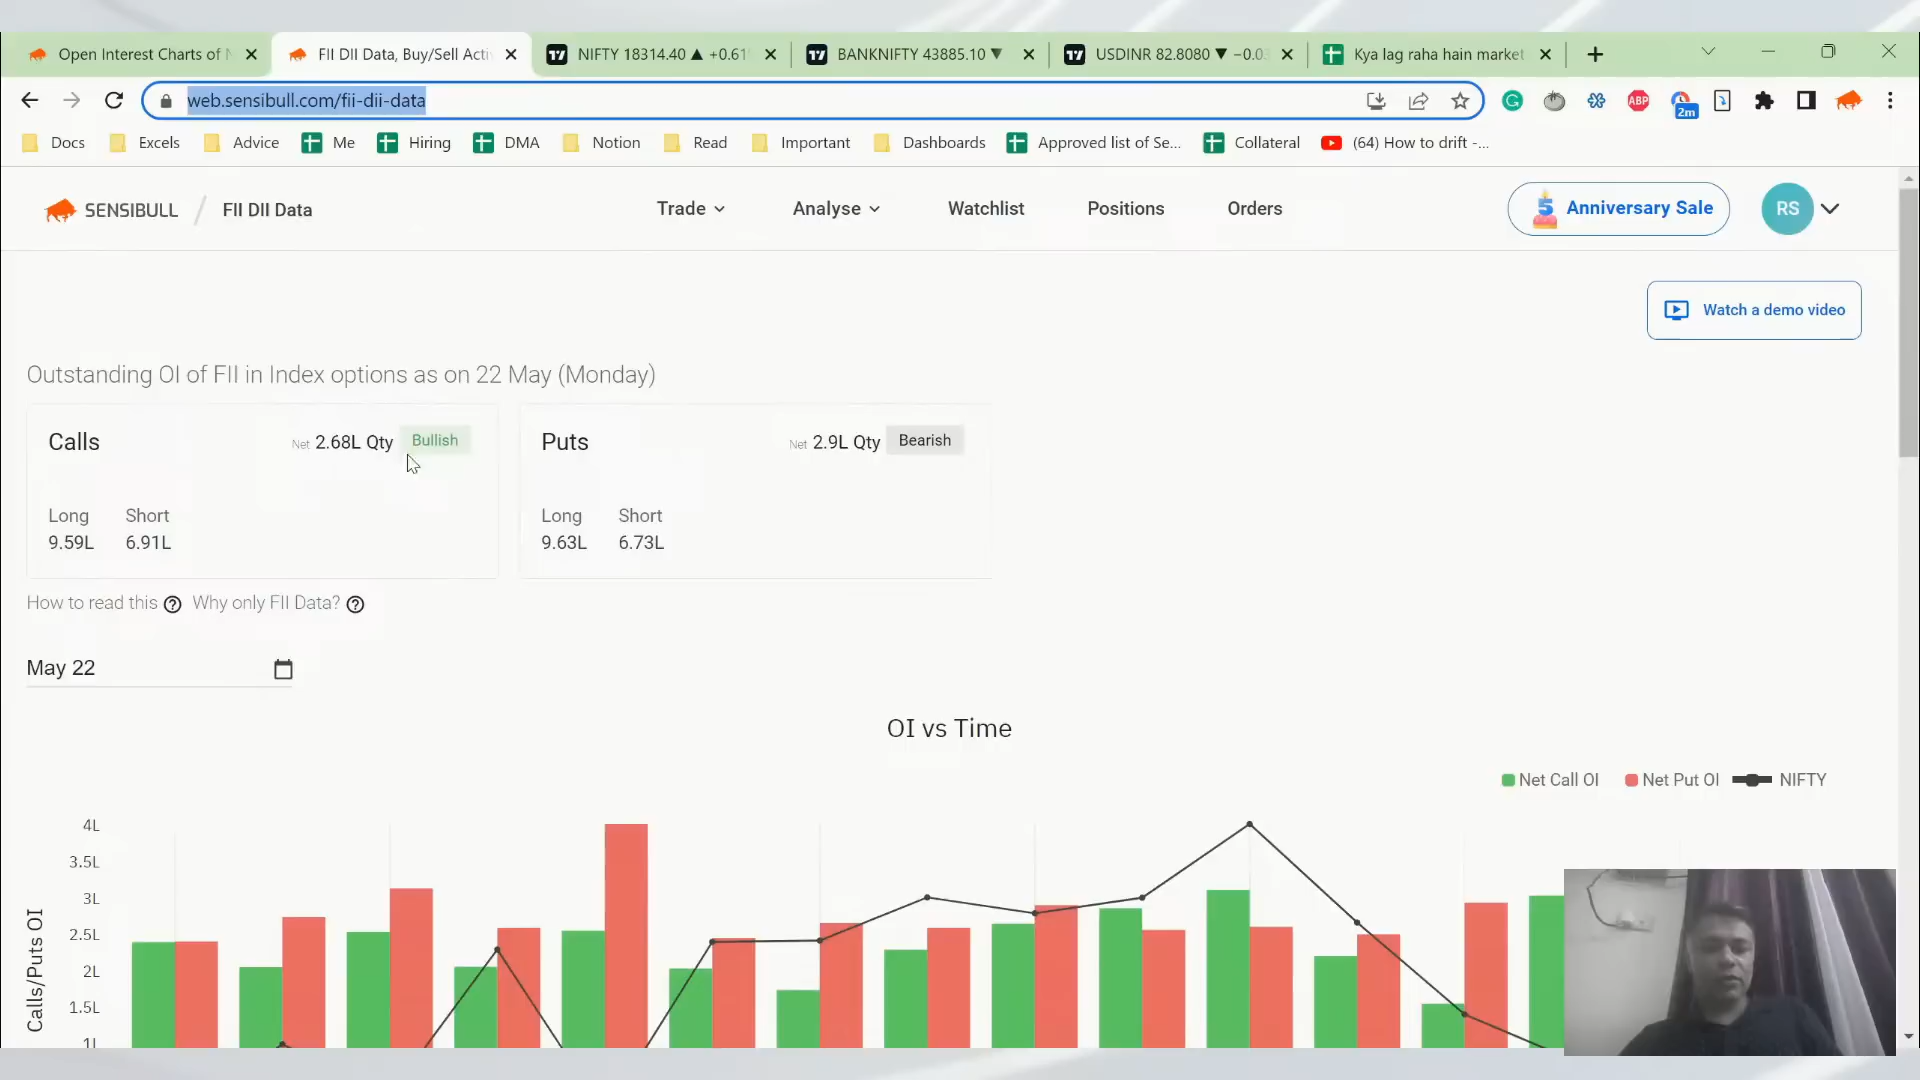 Open Interest Charts of N
FII DII Data, Buy/Sell Acti
NIFTY 18314.40 ▲ +0.61
BANKNIFTY 43885.10 ▼
USDINR 82.8080 ▼ −0.0
Kya lag raha hain market
web.sensibull.com/fii-dii-data
ABP
2m
Docs
Excels
Advice
Me
Hiring
DMA
Notion
Read
Important
Dashboards
Approved list of Se...
Collateral
(64) How to drift -...
SENSIBULL / FII DII Data
Trade
Analyse
Watchlist
Positions
Orders
5 Anniversary Sale
RS
Watch a demo video
Outstanding OI of FII in Index options as on 22 May (Monday)
Calls
Net 2.68L Qty Bullish
Long Short
9.59L 6.91L
Puts
Net 2.9L Qty Bearish
Long Short
9.63L 6.73L
How to read this ? Why only FII Data? ?
May 22
OI vs Time
Net Call OI Net Put OI NIFTY
Calls/Puts OI
4L
3.5L
3L
2.5L
2L
1.5L
1L